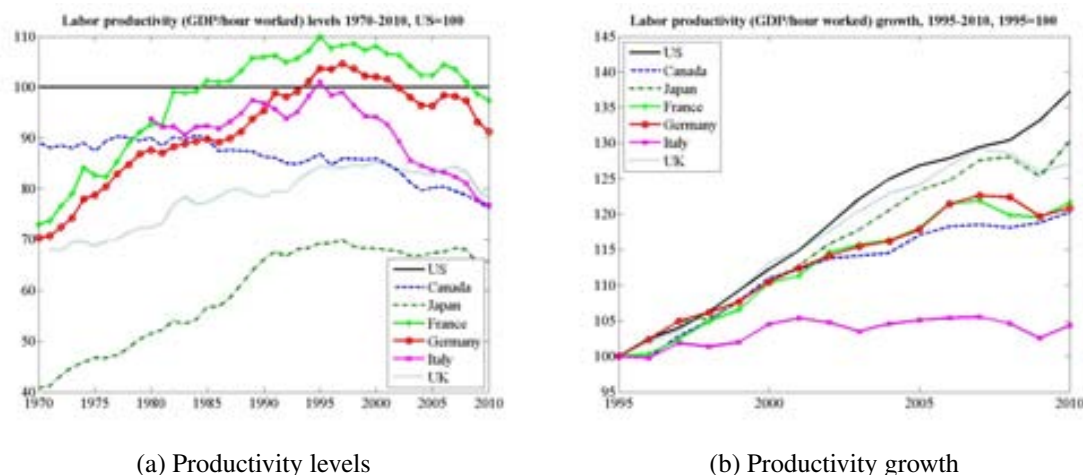 Labor productivity (GDP/hour worked) levels 1970-2010, US=100
110
100
90
80
70
60
50
40
1970 1975 1980 1985 1990 1995 2000 2005 2010
US
Canada
Japan
France
Germany
Italy
UK
(a) Productivity levels
Labor productivity (GDP/hour worked) growth, 1995-2010, 1995=100
145
140
135
130
125
120
115
110
105
100
95
1995 2000 2005 2010
US
Canada
Japan
France
Germany
Italy
UK
(b) Productivity growth